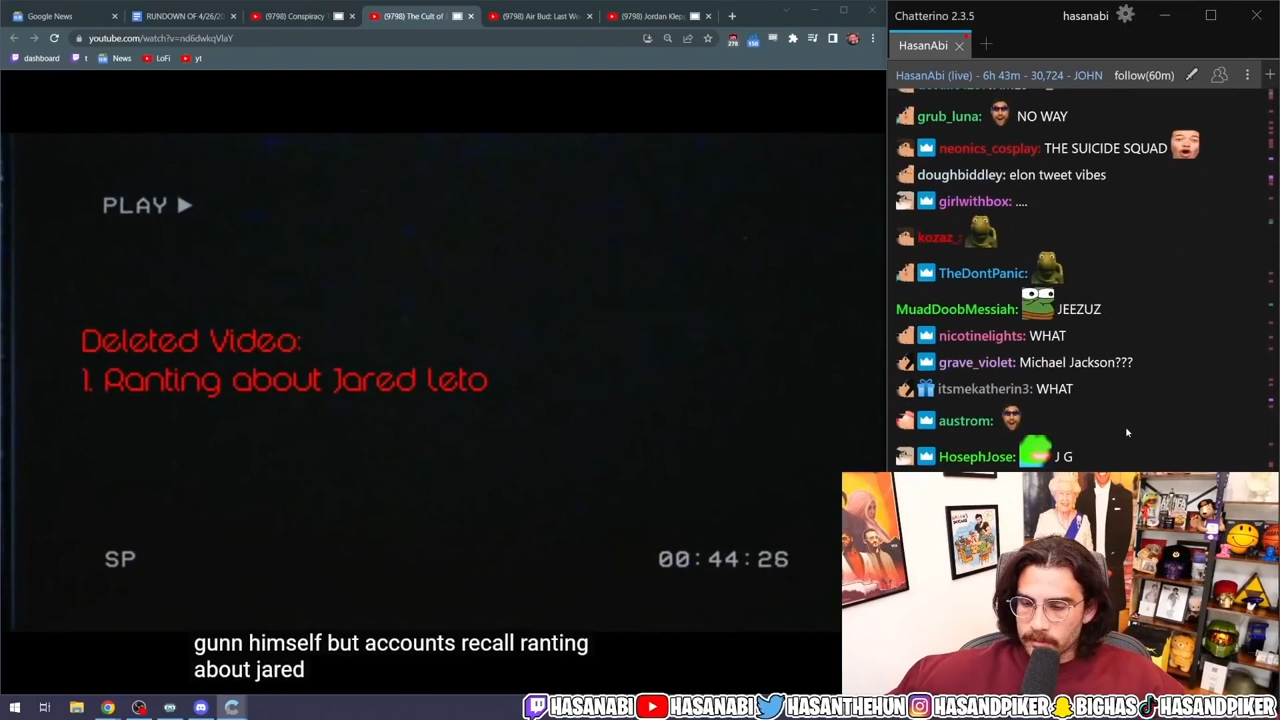 Google News
RUNDOWN OF 4/26/20
(9798) Conspiracy
(9798) The Cult of
(9798) Air Bud: Last Wo
(9798) Jordan Klep
youtube.com/watch?v=nd6dwkqVlaY
dashboard
t
News
LoFi
yt
PLAY
Deleted Video:
1. Ranting about Jared Leto
SP
00:44:26
gunn himself but accounts recall ranting
about jared
Chatterino 2.3.5
hasanabi
HasanAbi
HasanAbi (live) - 6h 43m - 30,724 - JOHN
follow(60m)
grub_luna: NO WAY
neonics_cosplay: THE SUICIDE SQUAD
doughbiddley: elon tweet vibes
girlwithbox: ....
kozaz_:
TheDontPanic:
MuadDoobMessiah: JEEZUZ
nicotinelights: WHAT
grave_violet: Michael Jackson???
itsmekatherin3: WHAT
austrom:
HosephJose: J G
HASANABI
HASANABI
HASANTHEHUN
HASANDPIKER
BIGHAS
HASANDPIKER